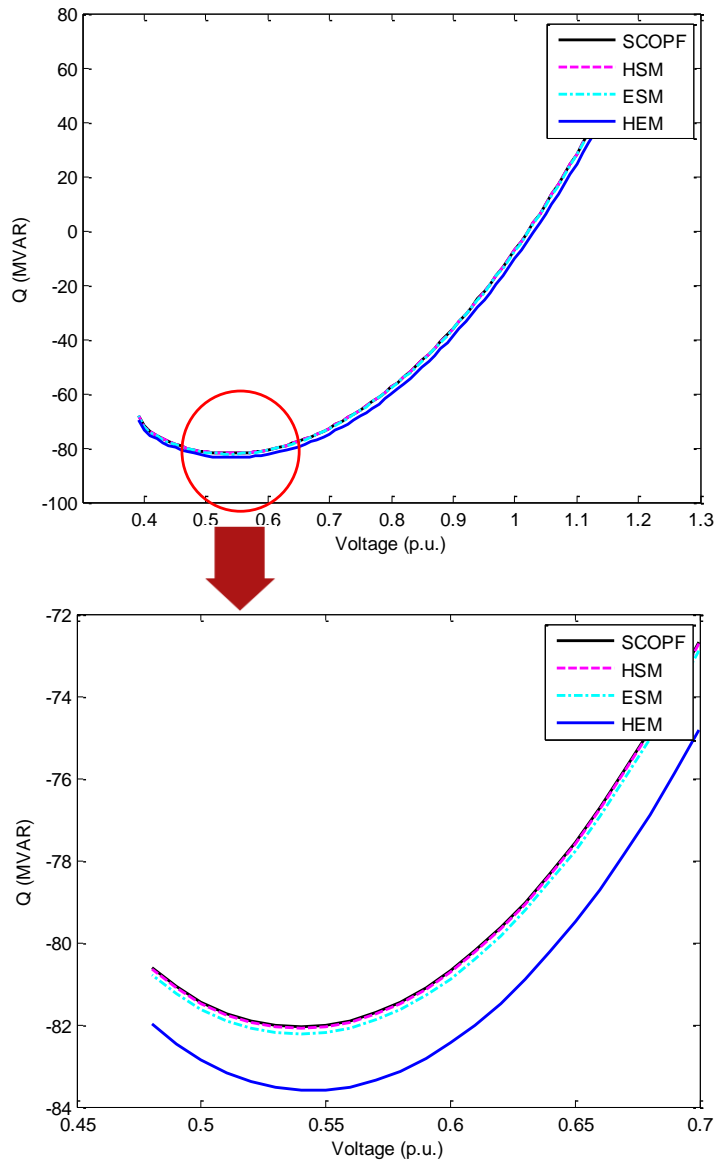 80
60
40
20
0
-20
-40
-60
-80
-100
Q (MVAR)
SCOPF
HSM
ESM
HEM
0.4 0.5 0.6 0.7 0.8 0.9 1 1.1 1.2 1.3
Voltage (p.u.)
-72
-74
-76
-78
-80
-82
-84
Q (MVAR)
SCOPF
HSM
ESM
HEM
0.45 0.5 0.55 0.6 0.65 0.7
Voltage (p.u.)